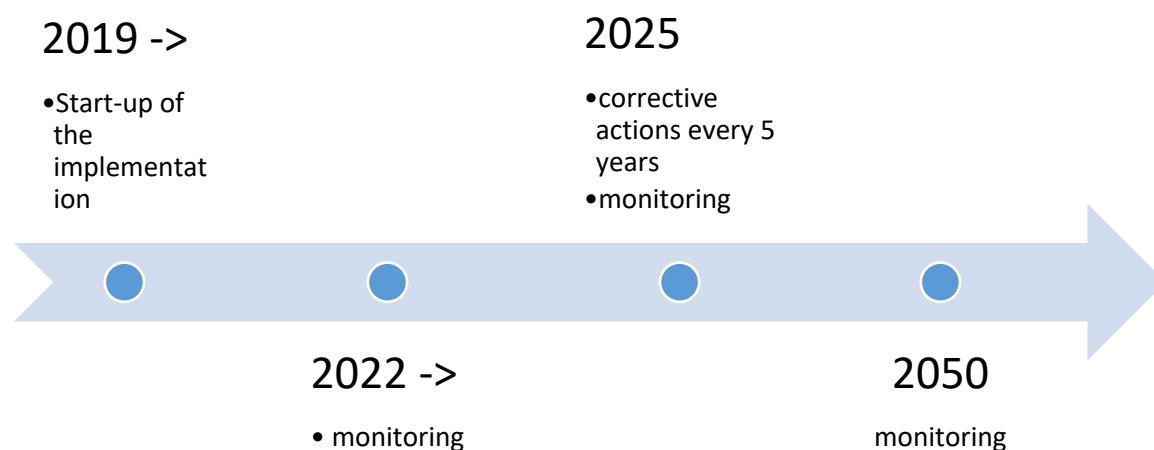 2019 ->
•Start-up of
the
implementat
ion
2025
•corrective
actions every 5
years
•monitoring
2022 ->
• monitoring
2050
monitoring